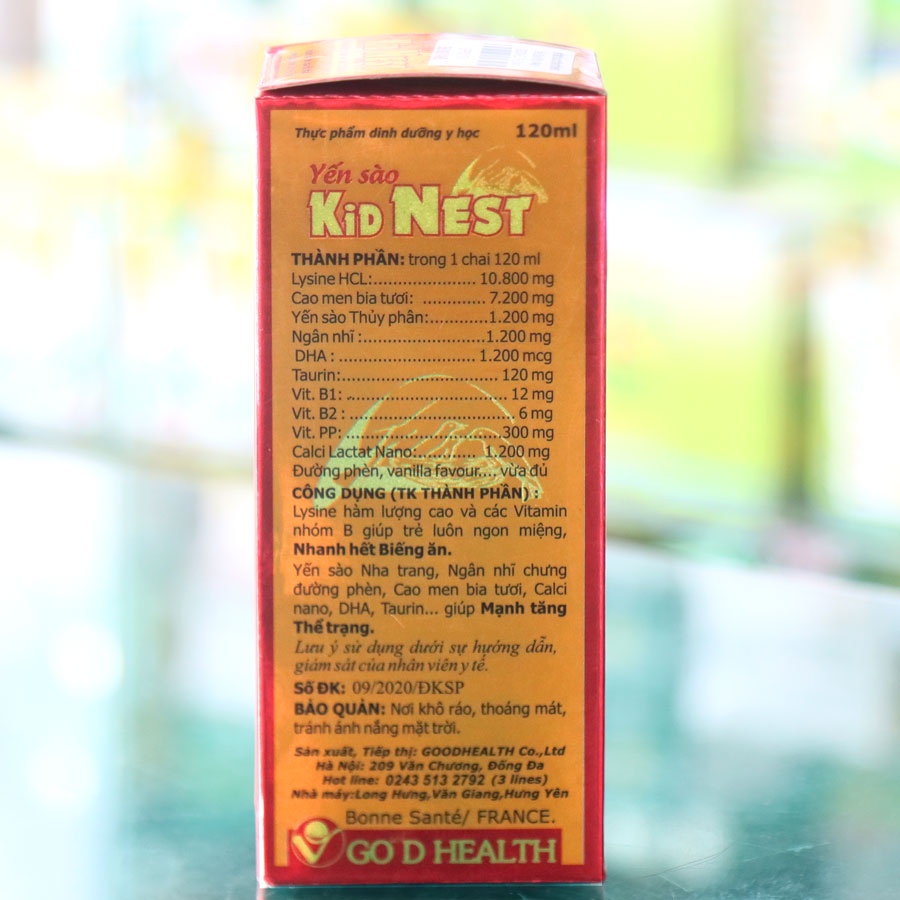 Thực phẩm dinh dưỡng y học 120ml
Yến sào
KiD NEST
THÀNH PHẦN: trong 1 chai 120 ml
Lysine HCL:...................... 10.800 mg
Cao men bia tươi: ............. 7.200 mg
Yến sào Thủy phân:............1.200 mg
Ngân nhĩ :.........................1.200 mg
DHA : ............................. 1.200 mcg
Taurin:................................. 120 mg
Vit. B1: ................................. 12 mg
Vit. B2 : .................................. 6 mg
Vit. PP: .................................300 mg
Calci Lactat Nano:............ 1.200 mg
Đường phèn, vanilla favour.... vừa đủ
CÔNG DỤNG (TK THÀNH PHẦN) :
Lysine hàm lượng cao và các Vitamin
nhóm B giúp trẻ luôn ngon miệng,
Nhanh hết Biếng ăn.
Yến sào Nha trang, Ngân nhĩ chưng
đường phèn, Cao men bia tươi, Calci
nano, DHA, Taurin... giúp Mạnh tăng
Thể trạng.
Lưu ý sử dụng dưới sự hướng dẫn,
giám sát của nhân viên y tế.
Số ĐK: 09/2020/ĐKSP
BẢO QUẢN: Nơi khô ráo, thoáng mát,
tránh ánh nắng mặt trời.
Sản xuất, Tiếp thị: GOODHEALTH Co.,Ltd
Hà Nội: 209 Văn Chương, Đống Đa
Hot line: 0243 513 2792 (3 lines)
Nhà máy:Long Hưng,Văn Giang,Hưng Yên
Bonne Santé/ FRANCE.
GO'D HEALTH